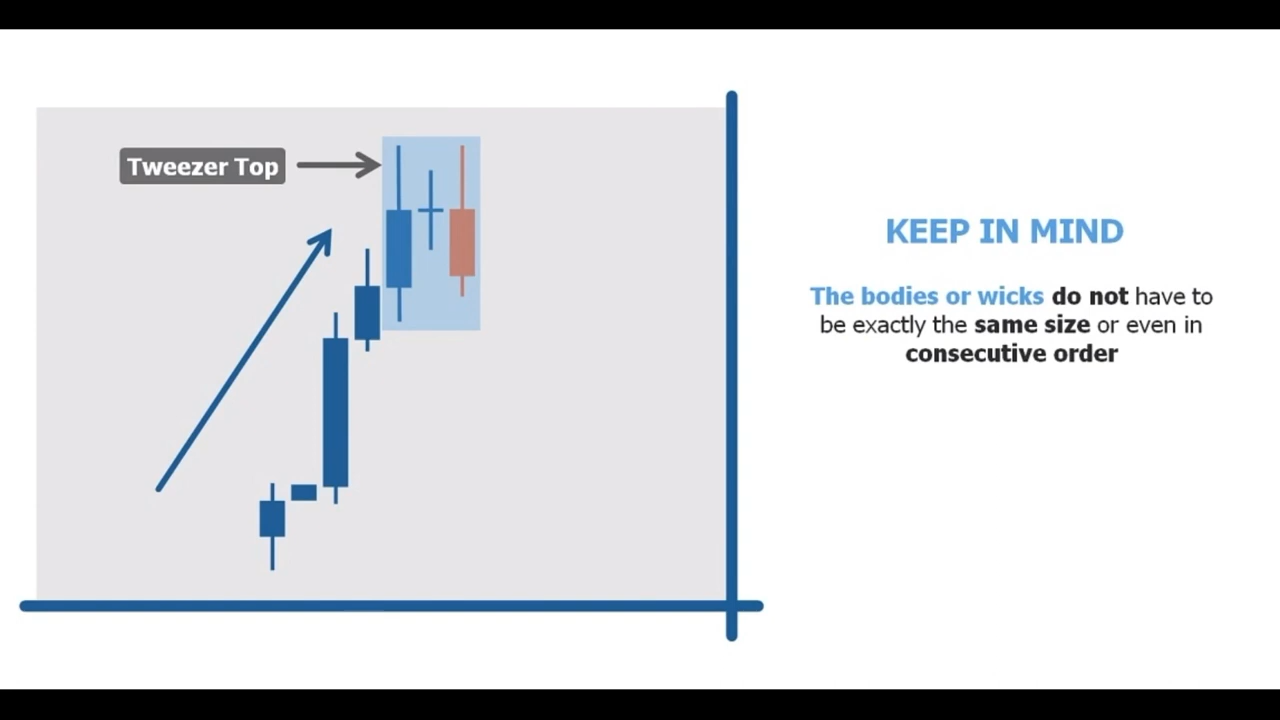 Tweezer Top
KEEP IN MIND
The bodies or wicks do not have to
be exactly the same size or even in
consecutive order